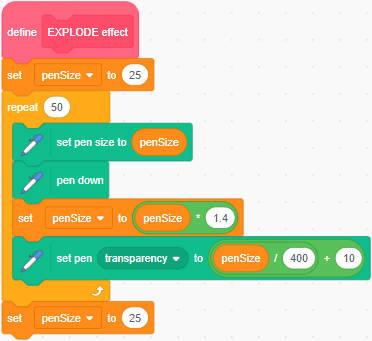 define EXPLODE effect
set penSize to 25
repeat 50
set pen size to penSize
pen down
set penSize to penSize * 1.4
set pen transparency to penSize / 400 + 10
set penSize to 25